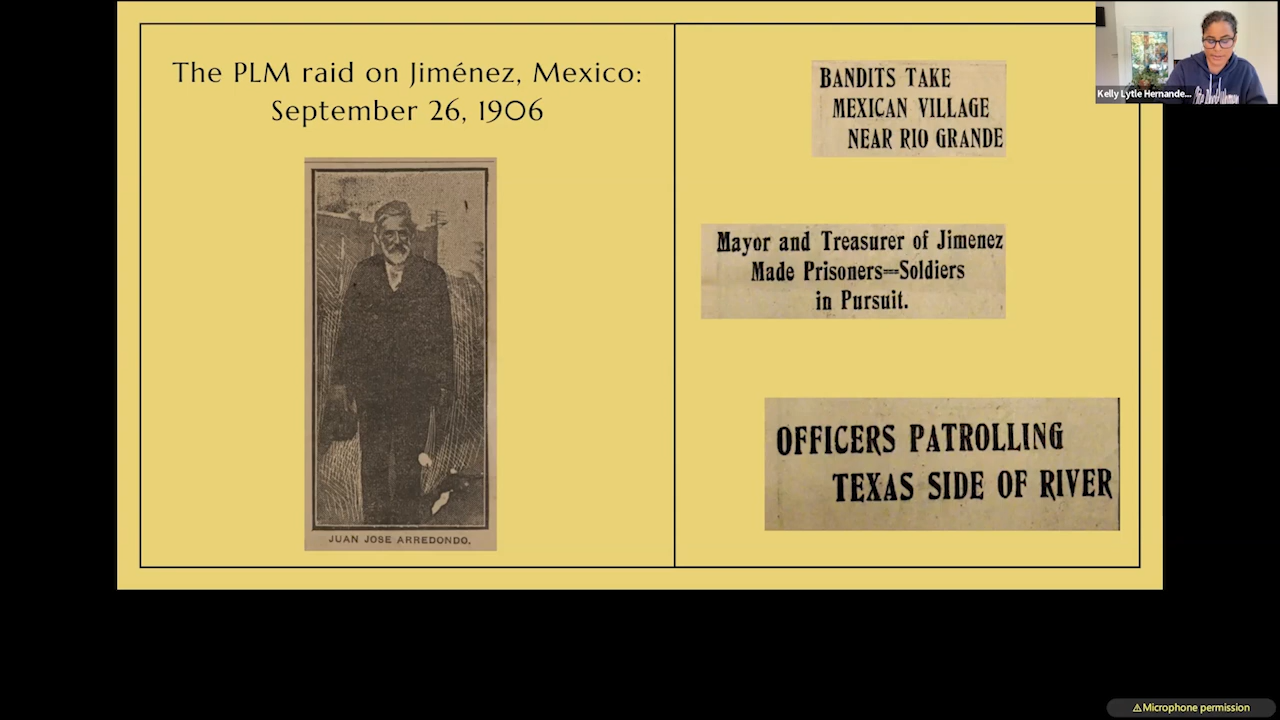 The PLM raid on Jiménez, Mexico:
September 26, 1906
JUAN JOSE ARREDONDO.
BANDITS TAKE
MEXICAN VILLAGE
NEAR RIO GRANDE
Mayor and Treasurer of Jimenez
Made Prisoners=Soldiers
in Pursuit.
OFFICERS PATROLLING
TEXAS SIDE OF RIVER
Kelly Lytle Hernande...
⚠Microphone permission